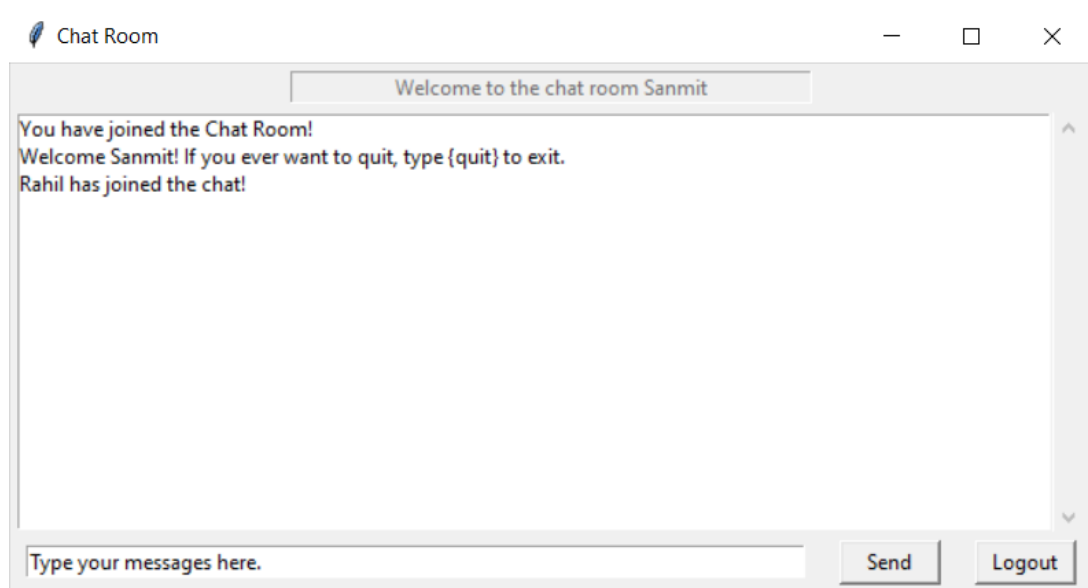 Chat Room
Welcome to the chat room Sanmit
You have joined the Chat Room!
Welcome Sanmit! If you ever want to quit, type {quit} to exit.
Rahil has joined the chat!
Type your messages here.
Send
Logout